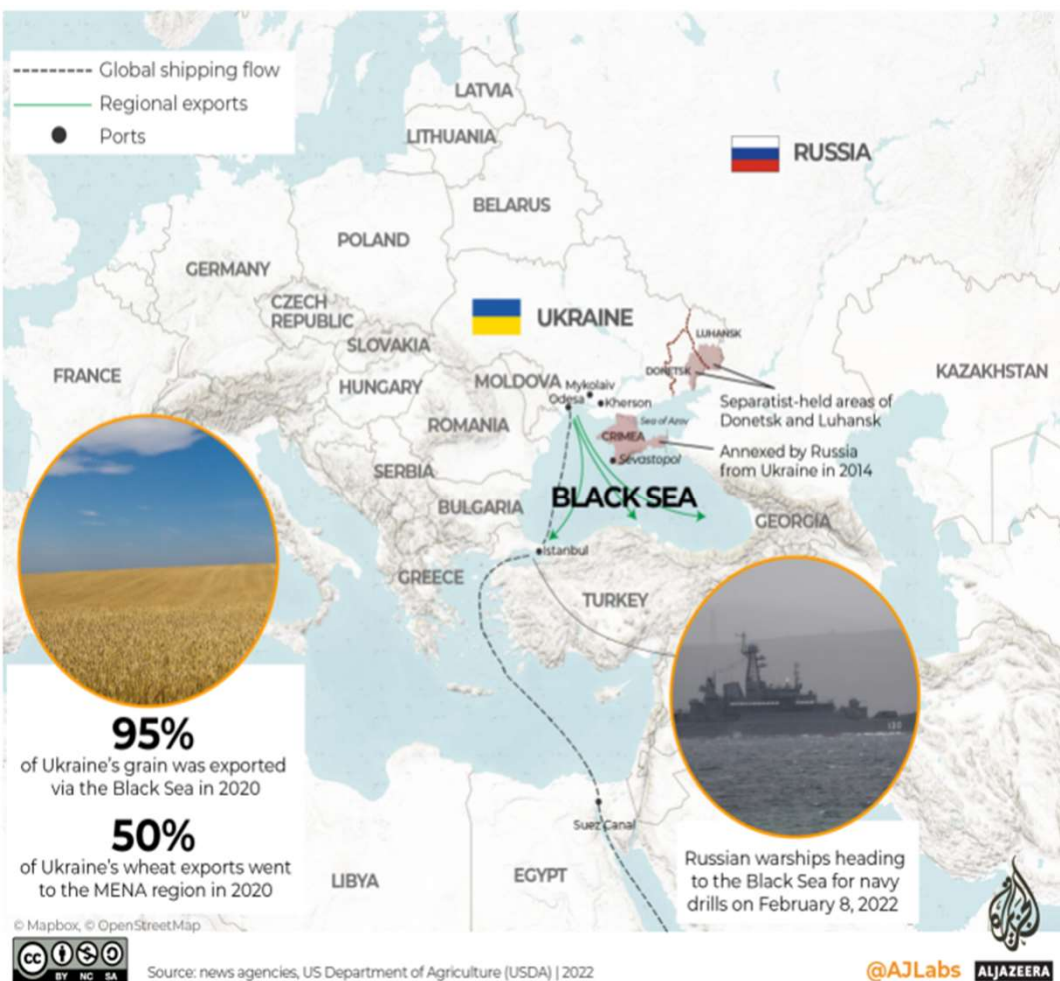 Global shipping flow
Regional exports
Ports
LATVIA
LITHUANIA
RUSSIA
BELARUS
POLAND
GERMANY
CZECH
REPUBLIC
UKRAINE
SLOVAKIA
LUHANSK
DONETSK
FRANCE
HUNGARY
MOLDOVA
Mykolaiv
Odesa
Kherson
KAZAKHSTAN
Separatist-held areas of
Donetsk and Luhansk
ROMANIA
Sea of Azov
CRIMEA
Sevastopol
Annexed by Russia
from Ukraine in 2014
SERBIA
BULGARIA
BLACK SEA
GEORGIA
Istanbul
GREECE
TURKEY
95%
of Ukraine's grain was exported
via the Black Sea in 2020
50%
of Ukraine's wheat exports went
to the MENA region in 2020
Suez Canal
LIBYA
EGYPT
Russian warships heading
to the Black Sea for navy
drills on February 8, 2022
© Mapbox, © OpenStreetMap
cc
BY NC SA
Source: news agencies, US Department of Agriculture (USDA) | 2022
@AJLabs
الجزيرة
ALJAZEERA